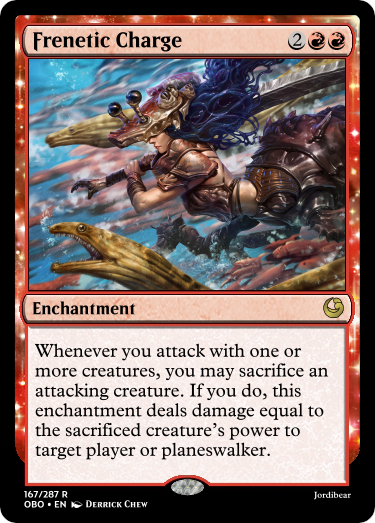 Frenetic Charge 2
Enchantment
Whenever you attack with one or
more creatures, you may sacrifice an
attacking creature. If you do, this
enchantment deals damage equal to
the sacrificed creature's power to
target player or planeswalker.
167/287 R
OBO • EN Derrick Chew
Jordibear